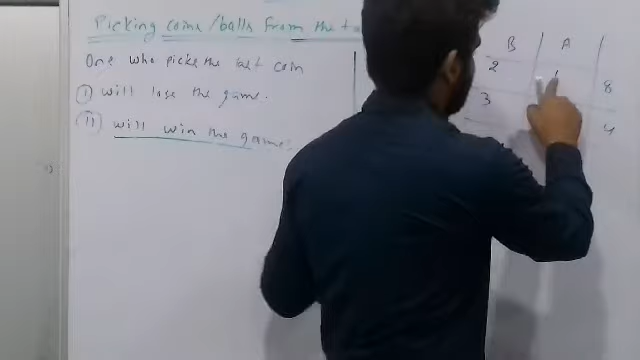 Picking coins/balls from the
One who picks the last coin
(i) will lose the game.
(ii) will win the game.
B A
2 1 8
3 4